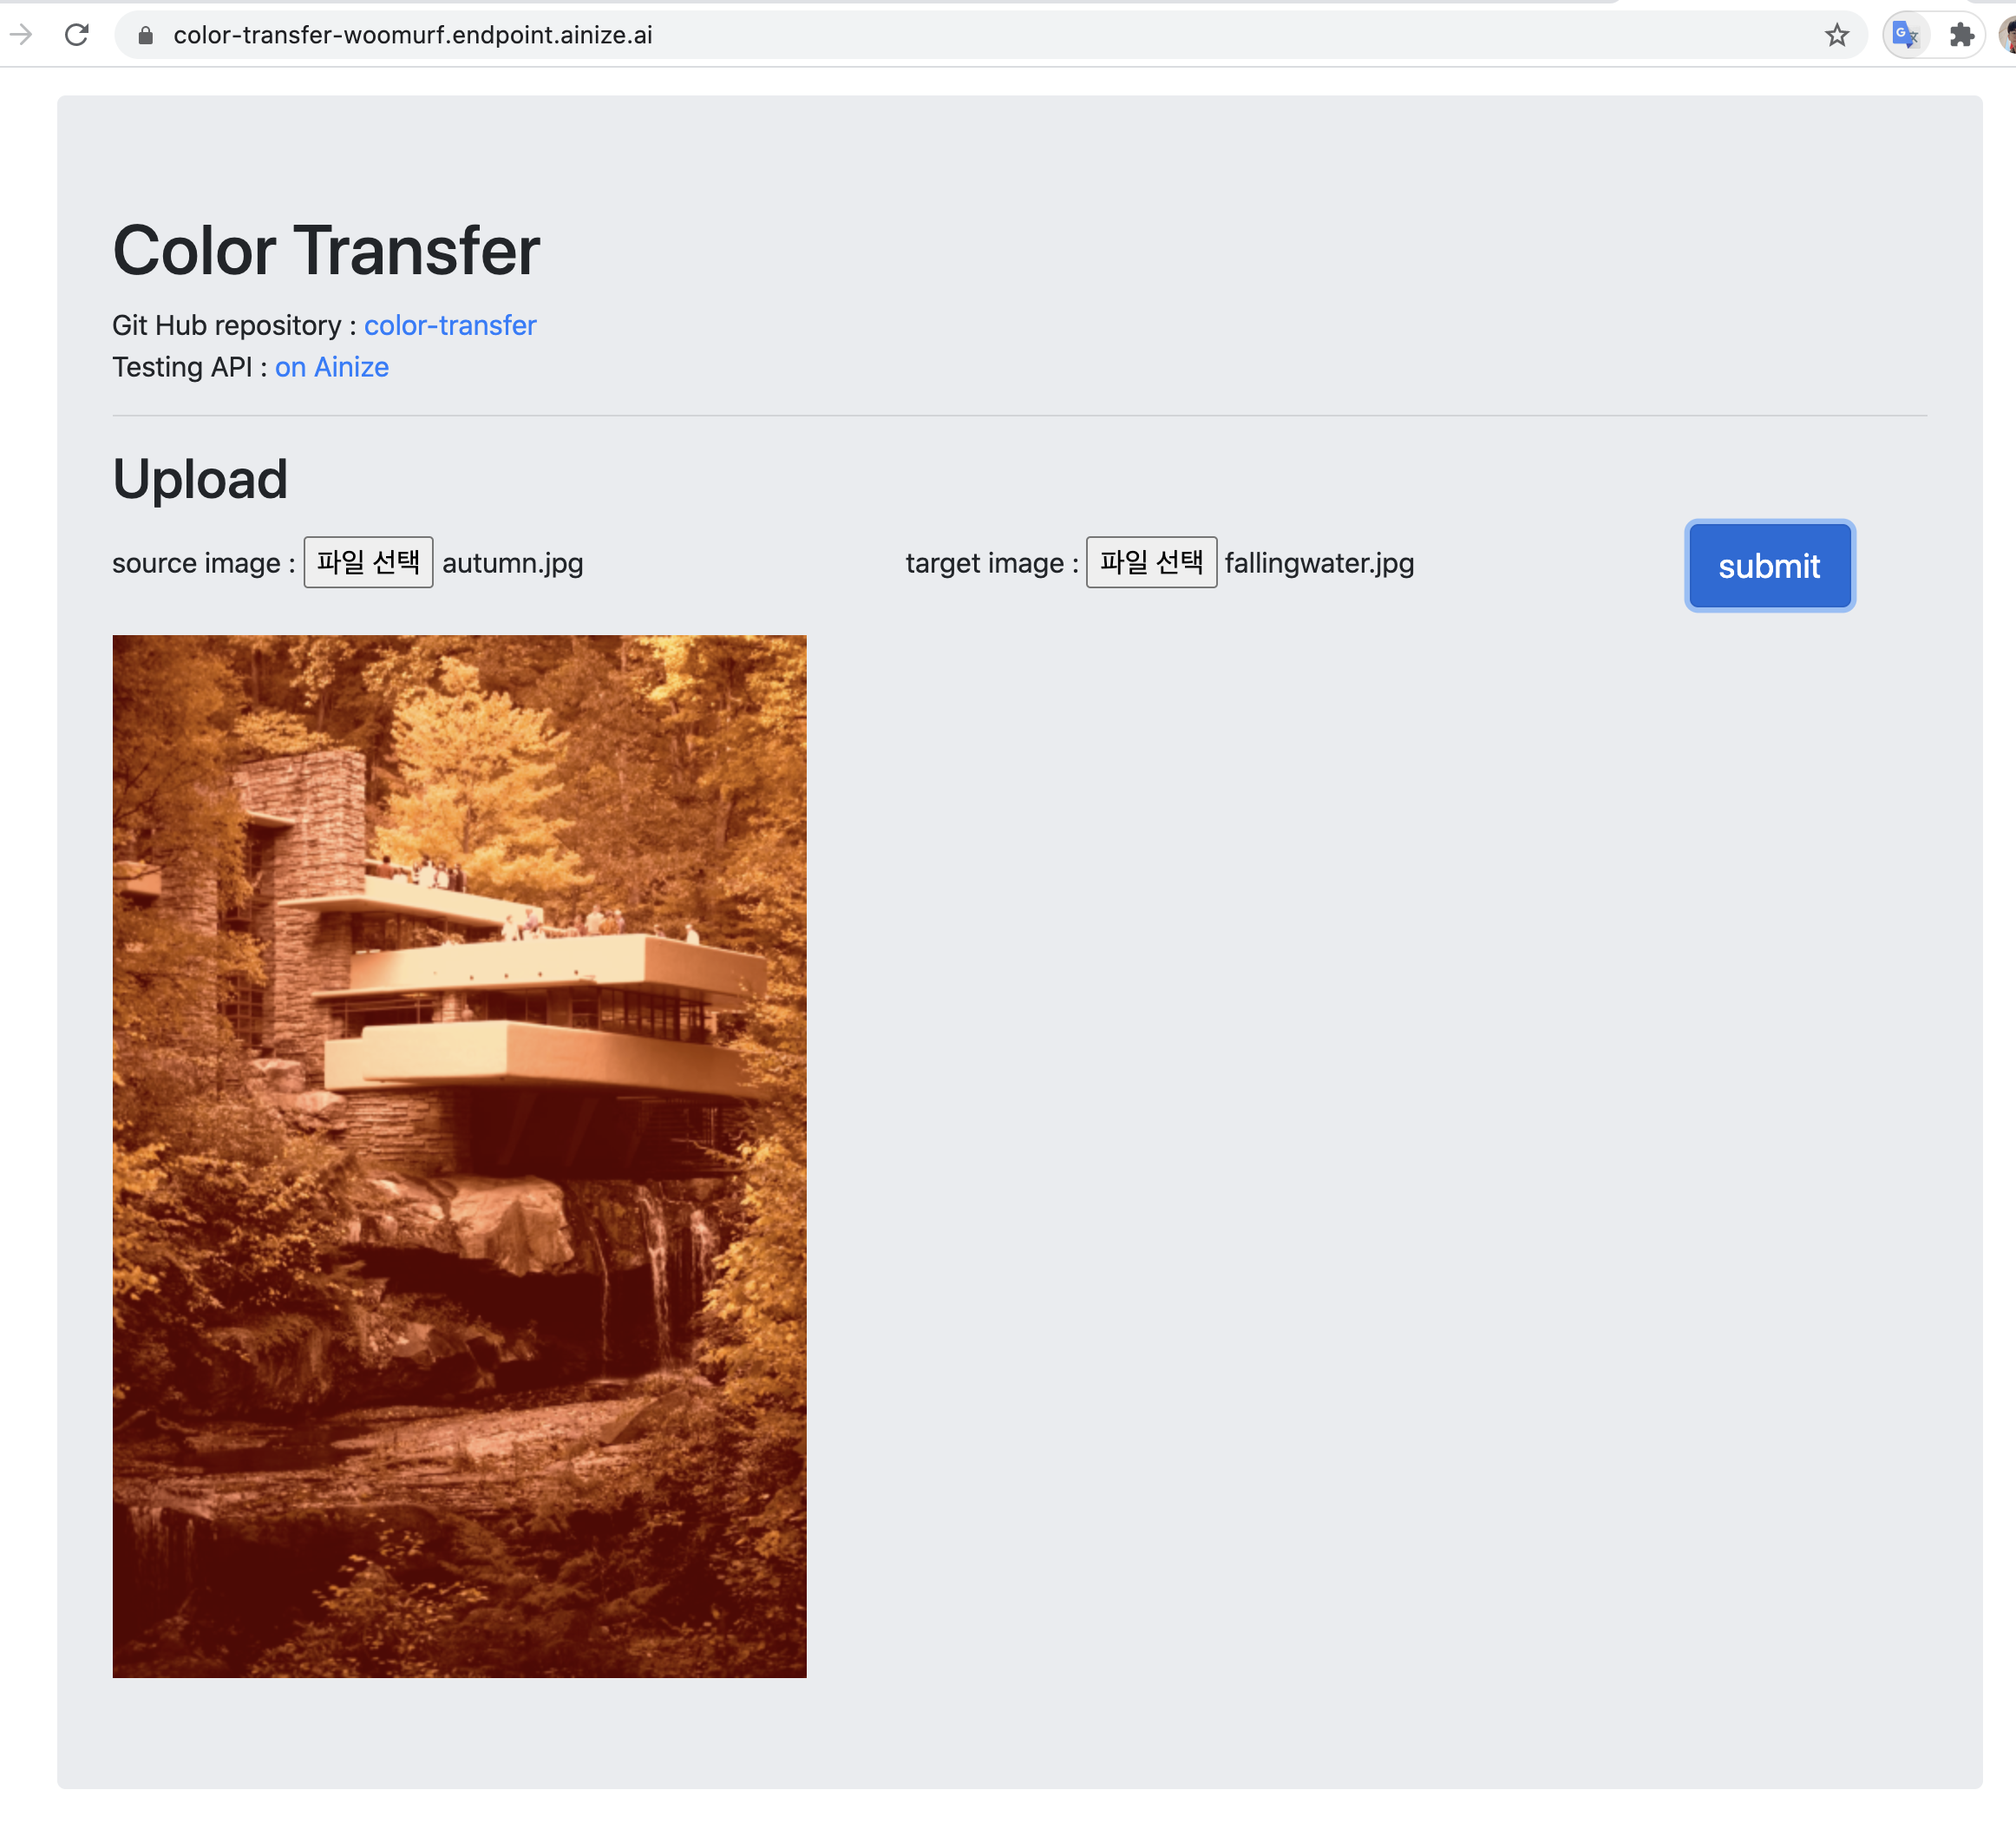 color-transfer-woomurf.endpoint.ainize.ai
Color Transfer
Git Hub repository : color-transfer
Testing API : on Ainize
Upload
source image : 파일 선택 autumn.jpg target image : 파일 선택 fallingwater.jpg submit